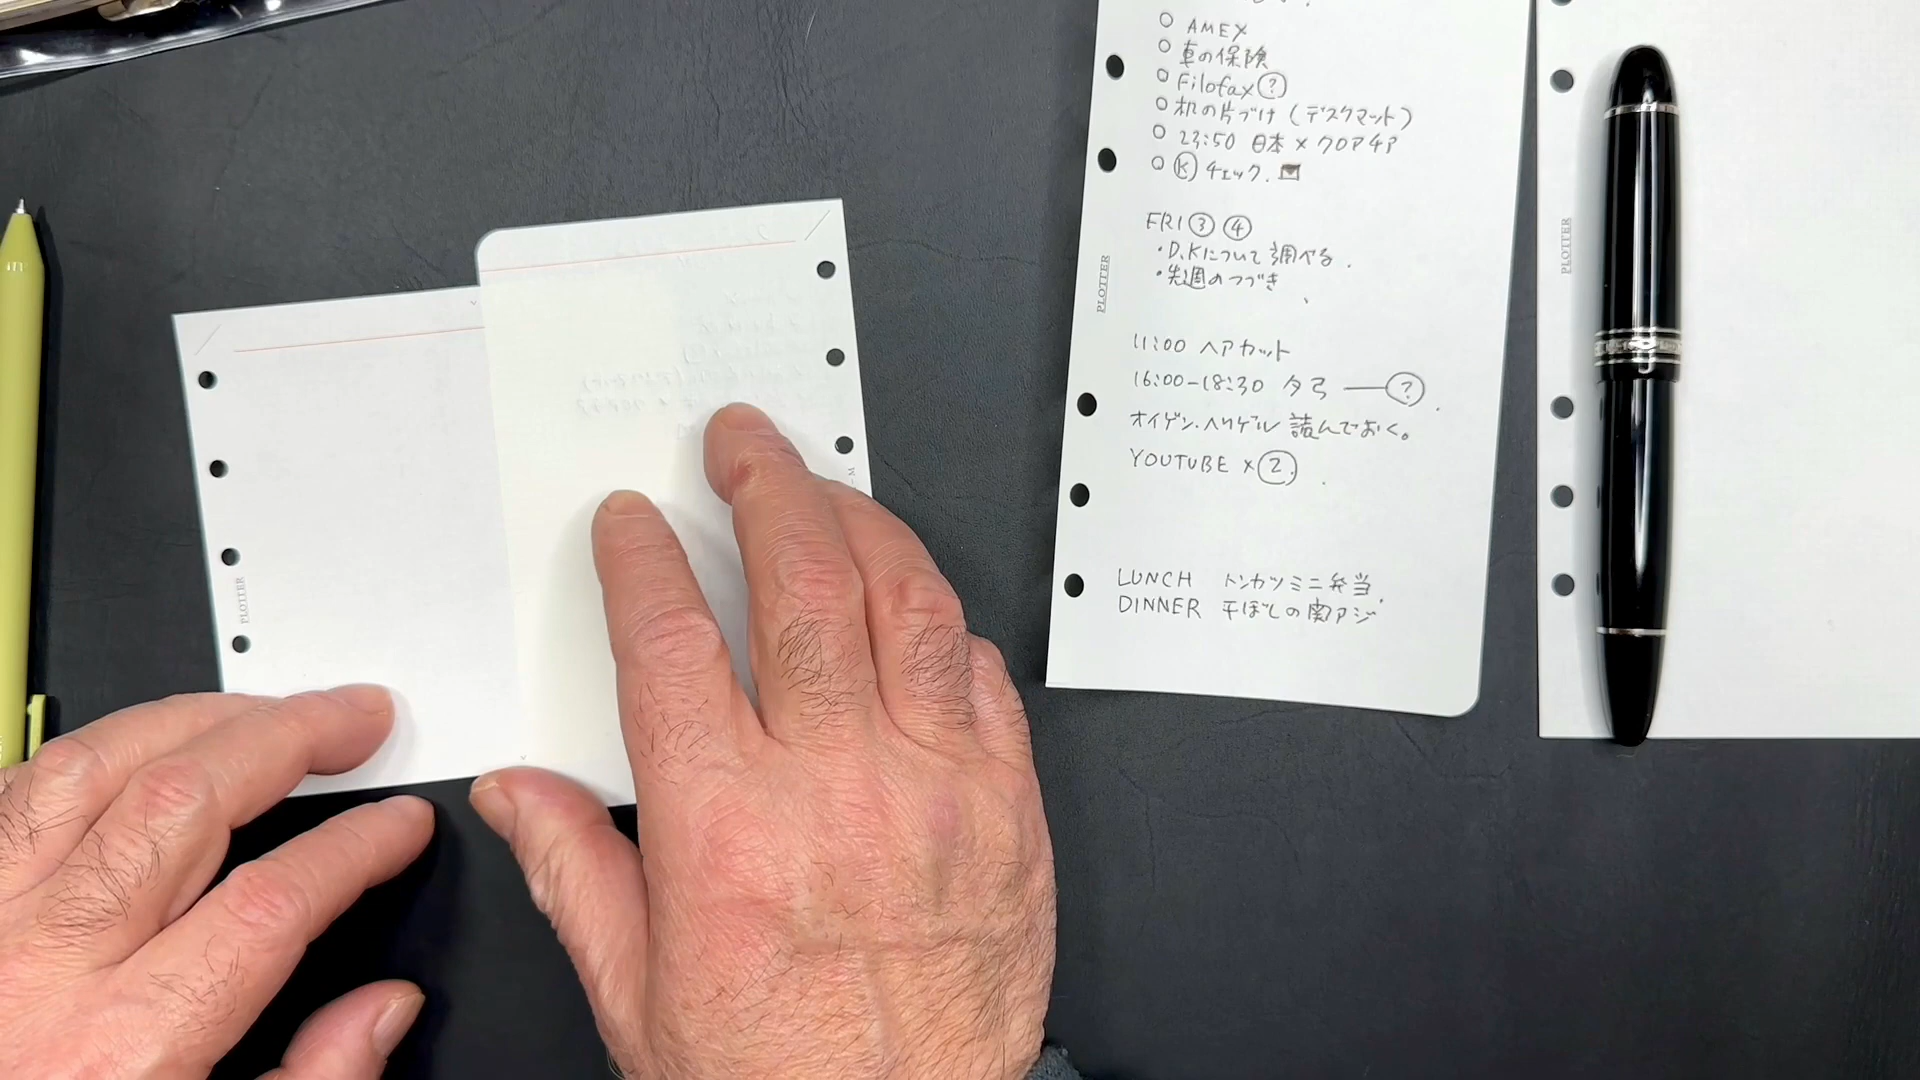 AMEX
車の保険
Filofax ?
机の片づけ (デスクマット)
23:50 日本 × クロアチア
Ⓚ チェック.
FRI ③ ④
・D.Kについて調べる.
・先週のつづき
11:00 ヘアカット
16:00-18:30 夕弓 — ?
オイゲン・ヘリゲル 読んでおく。
YOUTUBE × ②
LUNCH トンカツミニ弁当
DINNER 干ぼしの関アジ
PLOTTER
PLOTTER
PLOTTER